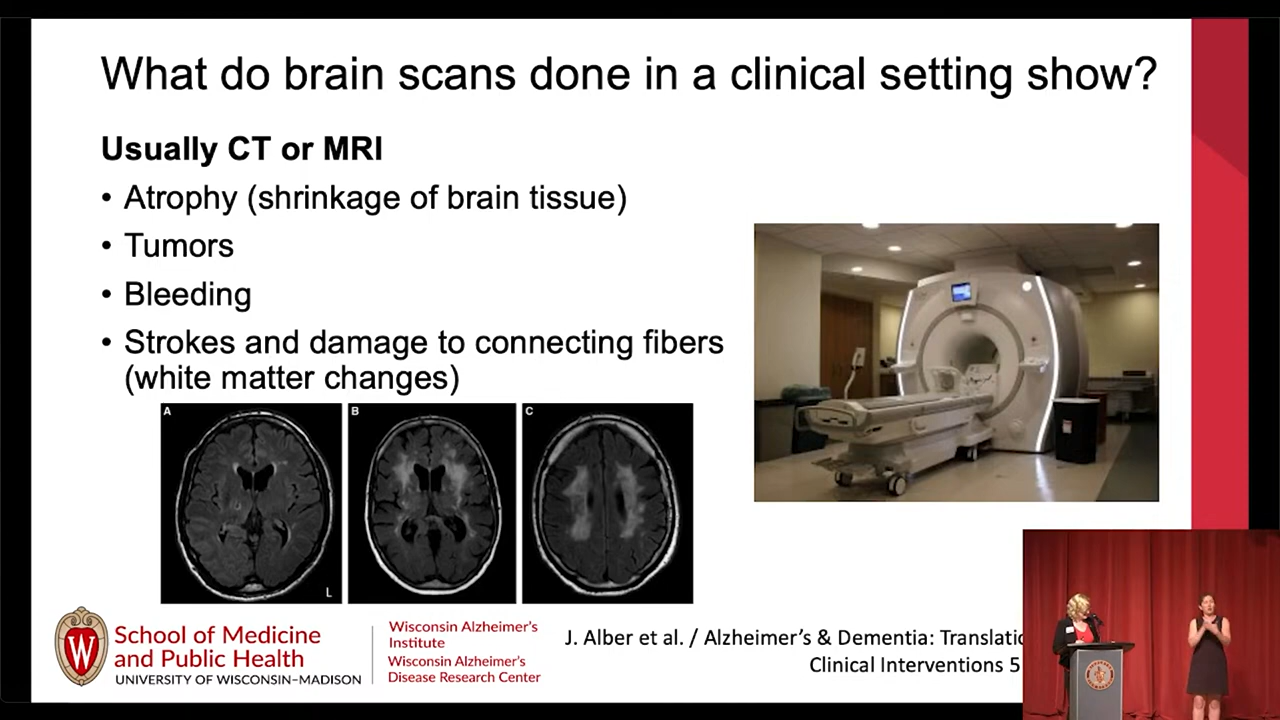 What do brain scans done in a clinical setting show?
Usually CT or MRI
• Atrophy (shrinkage of brain tissue)
• Tumors
• Bleeding
• Strokes and damage to connecting fibers
(white matter changes)
A
B
C
L
W
School of Medicine
and Public Health
UNIVERSITY OF WISCONSIN–MADISON
Wisconsin Alzheimer's
Institute
Wisconsin Alzheimer's
Disease Research Center
J. Alber et al. / Alzheimer's & Dementia:
Clinical Interventions 5